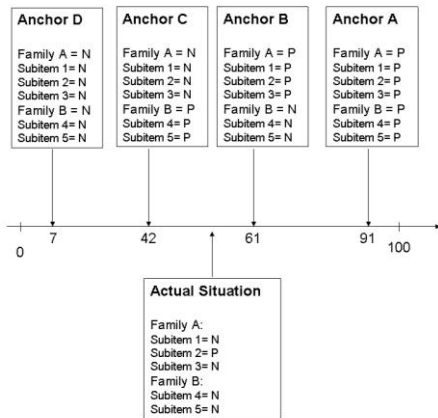 Anchor D
Family A = N
Subitem 1= N
Subitem 2= N
Subitem 3= N
Family B = N
Subitem 4= N
Subitem 5= N
Anchor C
Family A = N
Subitem 1= N
Subitem 2= N
Subitem 3= N
Family B = P
Subitem 4= P
Subitem 5= P
Anchor B
Family A = P
Subitem 1= P
Subitem 2= P
Subitem 3= P
Family B = N
Subitem 4= N
Subitem 5= N
Anchor A
Family A = P
Subitem 1= P
Subitem 2= P
Subitem 3= P
Family B = P
Subitem 4= P
Subitem 5= P
0 7 42 61 91 100
Actual Situation
Family A:
Subitem 1= N
Subitem 2= P
Subitem 3= N
Family B:
Subitem 4= N
Subitem 5= N